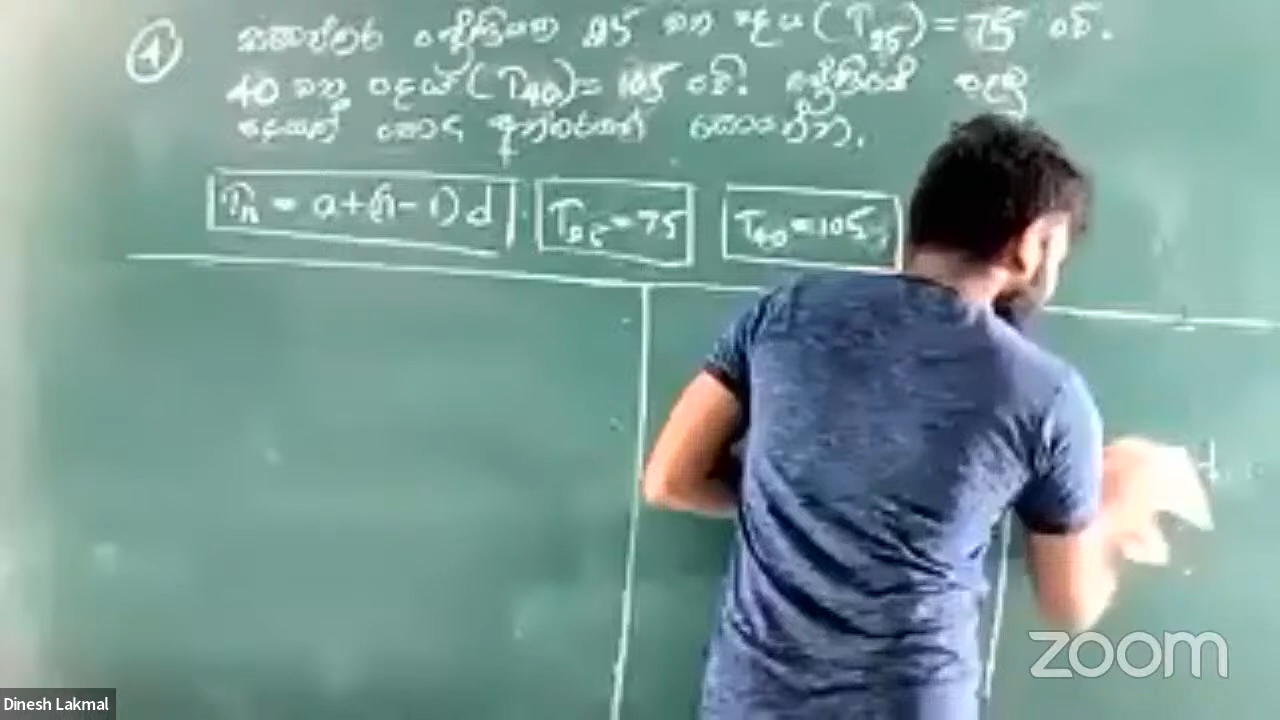 ④ සමාන්තර ශ්‍රේඪියක 25 වන පදය (T25) = 75 වේ.
40 වන පදය (T40) = 105 වේ. ශ්‍රේඪියේ පළමු
පදයත් පොදු අන්තරයත් සොයන්න.
Tn = a+(n-1)d T25=75 T40=105
zoom
Dinesh Lakmal